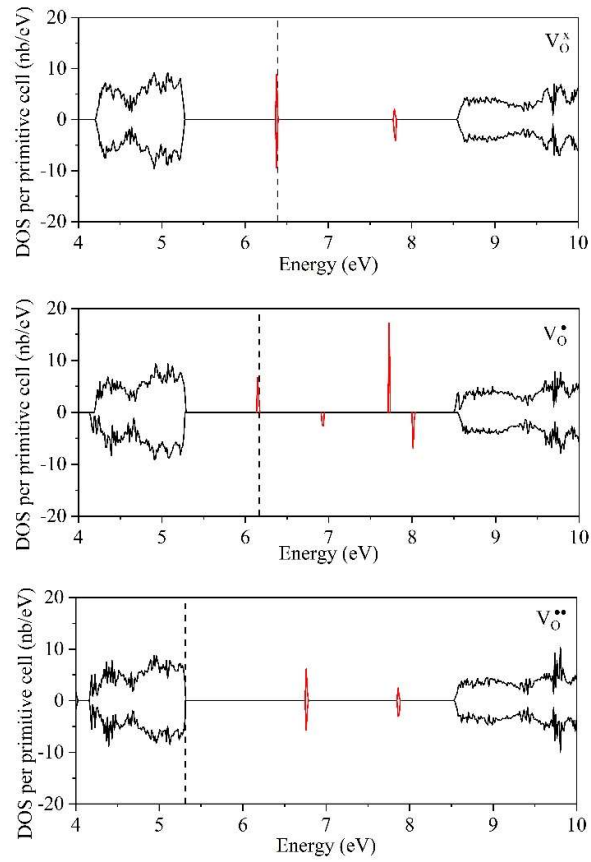 DOS per primitive cell (nb/eV)
20
10
0
-10
-20
V_O^x
4 5 6 7 8 9 10
Energy (eV)
DOS per primitive cell (nb/eV)
20
10
0
-10
-20
V_O^•
4 5 6 7 8 9 10
Energy (eV)
DOS per primitive cell (nb/eV)
20
10
0
-10
-20
V_O^••
4 5 6 7 8 9 10
Energy (eV)